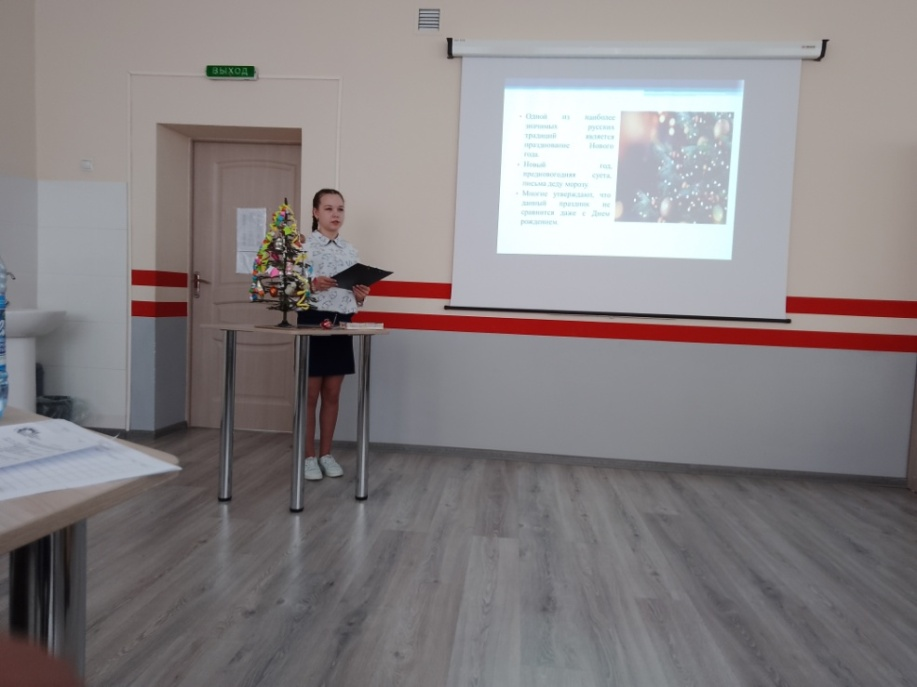 ВЫХОД
• Одной из наиболее
значимых русских
традиций является
празднование Нового
года.
• Новый год,
предновогодняя суета,
письма деду морозу.
• Многие утверждают, что
данный праздник не
сравниться даже с Днем
рождением.